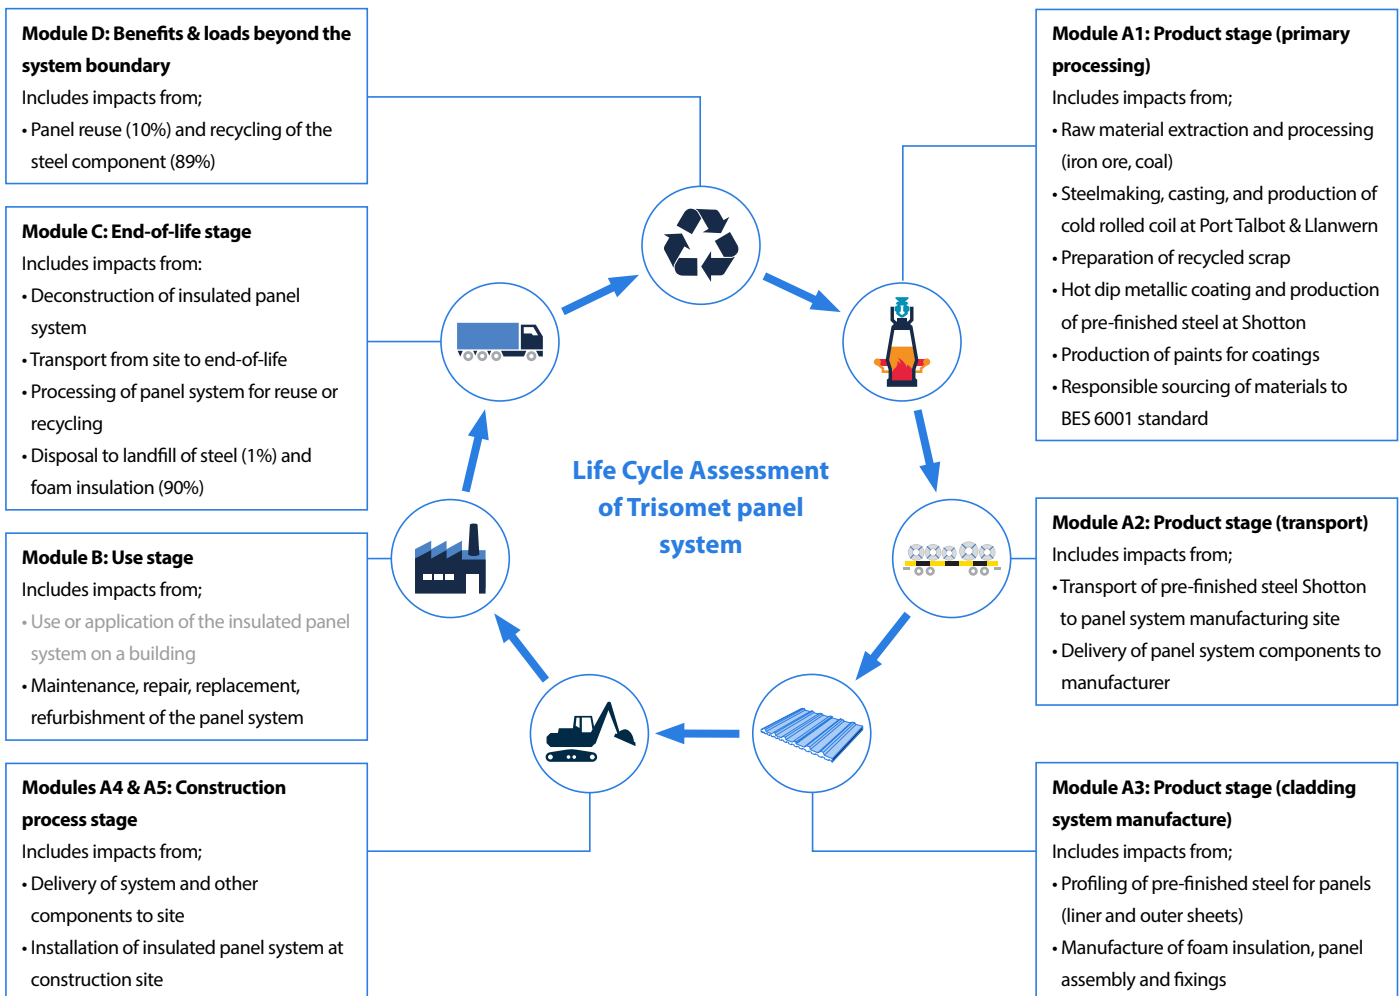 Module D: Benefits & loads beyond the
system boundary
Includes impacts from;
• Panel reuse (10%) and recycling of the
steel component (89%)
Module C: End-of-life stage
Includes impacts from:
• Deconstruction of insulated panel
system
• Transport from site to end-of-life
• Processing of panel system for reuse or
recycling
• Disposal to landfill of steel (1%) and
foam insulation (90%)
Module B: Use stage
Includes impacts from;
• Use or application of the insulated panel
system on a building
• Maintenance, repair, replacement,
refurbishment of the panel system
Modules A4 & A5: Construction
process stage
Includes impacts from;
• Delivery of system and other
components to site
• Installation of insulated panel system at
construction site
Life Cycle Assessment
of Trisomet panel
system
Module A1: Product stage (primary
processing)
Includes impacts from;
• Raw material extraction and processing
(iron ore, coal)
• Steelmaking, casting, and production of
cold rolled coil at Port Talbot & Llanwern
• Preparation of recycled scrap
• Hot dip metallic coating and production
of pre-finished steel at Shotton
• Production of paints for coatings
• Responsible sourcing of materials to
BES 6001 standard
Module A2: Product stage (transport)
Includes impacts from;
• Transport of pre-finished steel Shotton
to panel system manufacturing site
• Delivery of panel system components to
manufacturer
Module A3: Product stage (cladding
system manufacture)
Includes impacts from;
• Profiling of pre-finished steel for panels
(liner and outer sheets)
• Manufacture of foam insulation, panel
assembly and fixings